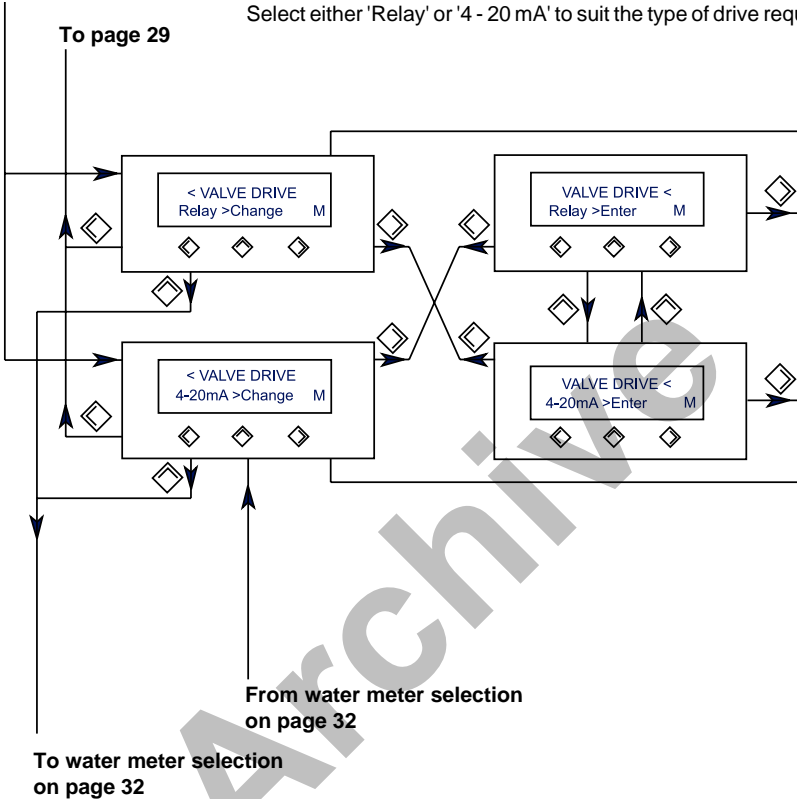 Select either 'Relay' or '4 - 20 mA' to suit the type of drive
To page 29
< VALVE DRIVE
Relay >Change M
VALVE DRIVE <
Relay >Enter M
< VALVE DRIVE
4-20mA >Change M
VALVE DRIVE <
4-20mA >Enter M
From water meter selection
on page 32
To water meter selection
on page 32
Archive